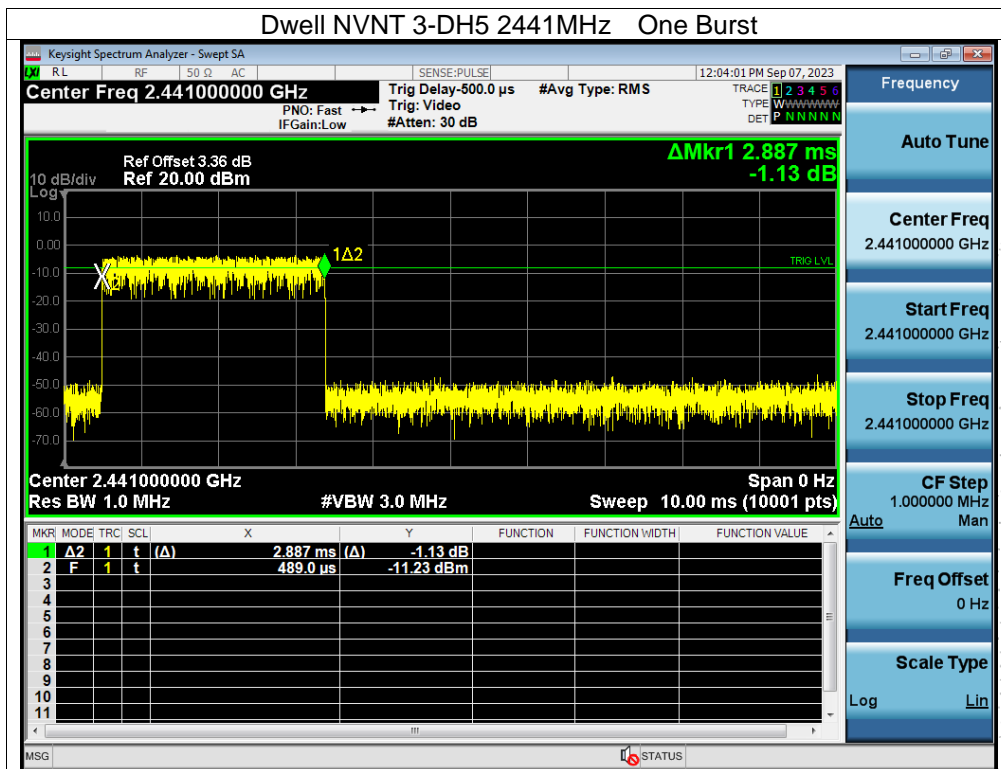 Dwell NVNT 3-DH5 2441MHz One Burst
Keysight Spectrum Analyzer - Swept SA
LXI RL RF 50 Ω AC SENSE:PULSE 12:04:01 PM Sep 07, 2023
Center Freq 2.441000000 GHz Trig Delay-500.0 µs #Avg Type: RMS TRACE 1 2 3 4 5 6
PNO: Fast Trig: Video TYPE WWWWWW
IFGain:Low #Atten: 30 dB DET P N N N N N
ΔMkr1 2.887 ms
-1.13 dB
Ref Offset 3.36 dB
10 dB/div Ref 20.00 dBm
Log
10.0
0.00
-10.0
-20.0
-30.0
-40.0
-50.0
-60.0
-70.0
1Δ2
TRIG LVL
2
Center 2.441000000 GHz Span 0 Hz
Res BW 1.0 MHz #VBW 3.0 MHz Sweep 10.00 ms (10001 pts)
MKR MODE TRC SCL X Y FUNCTION FUNCTION WIDTH FUNCTION VALUE
1 Δ2 1 t (Δ) 2.887 ms (Δ) -1.13 dB
2 F 1 t 489.0 µs -11.23 dBm
3
4
5
6
7
8
9
10
11
MSG STATUS
Frequency
Auto Tune
Center Freq
2.441000000 GHz
Start Freq
2.441000000 GHz
Stop Freq
2.441000000 GHz
CF Step
1.000000 MHz
Auto Man
Freq Offset
0 Hz
Scale Type
Log Lin